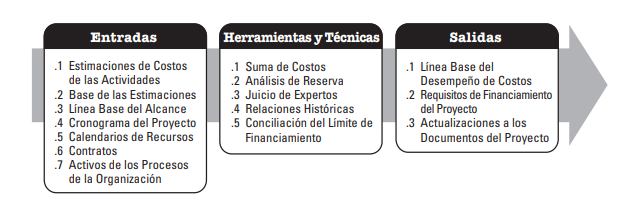 Entradas
.1 Estimaciones de Costos
de las Actividades
.2 Base de las Estimaciones
.3 Línea Base del Alcance
.4 Cronograma del Proyecto
.5 Calendarios de Recursos
.6 Contratos
.7 Activos de los Procesos
de la Organización
Herramientas y Técnicas
.1 Suma de Costos
.2 Análisis de Reserva
.3 Juicio de Expertos
.4 Relaciones Históricas
.5 Conciliación del Límite de
Financiamiento
Salidas
.1 Línea Base del
Desempeño de Costos
.2 Requisitos de Financiamiento
del Proyecto
.3 Actualizaciones a los
Documentos del Proyecto